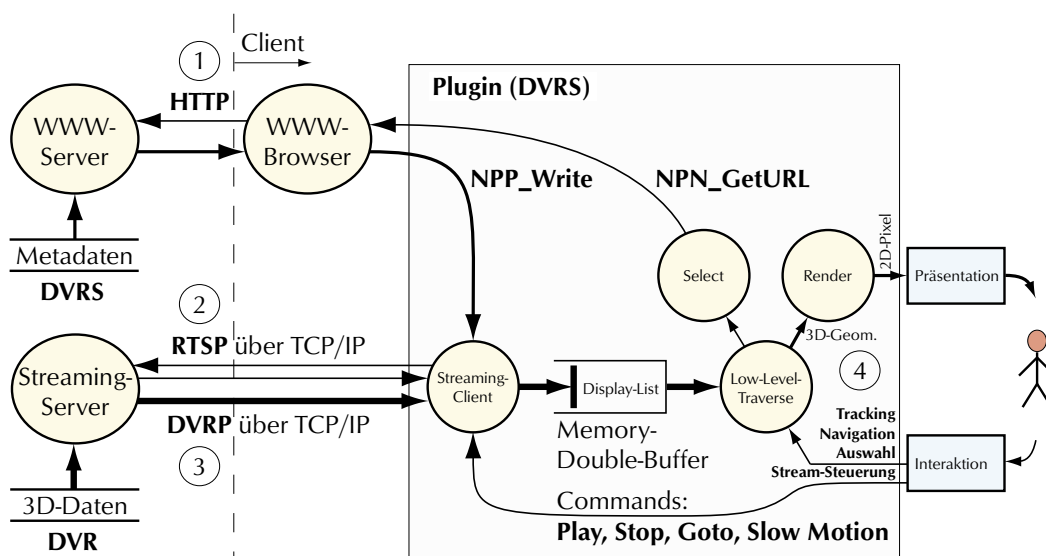 1
Client
HTTP
Plugin (DVRS)
WWW-
Server
WWW-
Browser
NPP_Write
NPN_GetURL
Metadaten
DVRS
Select
Render
2D-Pixel
Präsentation
3D-Geom.
2
RTSP über TCP/IP
4
Streaming-
Server
Streaming-
Client
Display-List
Low-Level-
Traverse
DVRP über TCP/IP
Memory-
Double-Buffer
Tracking
Navigation
Auswahl
Stream-Steuerung
Interaktion
3
3D-Daten
DVR
Commands:
Play, Stop, Goto, Slow Motion